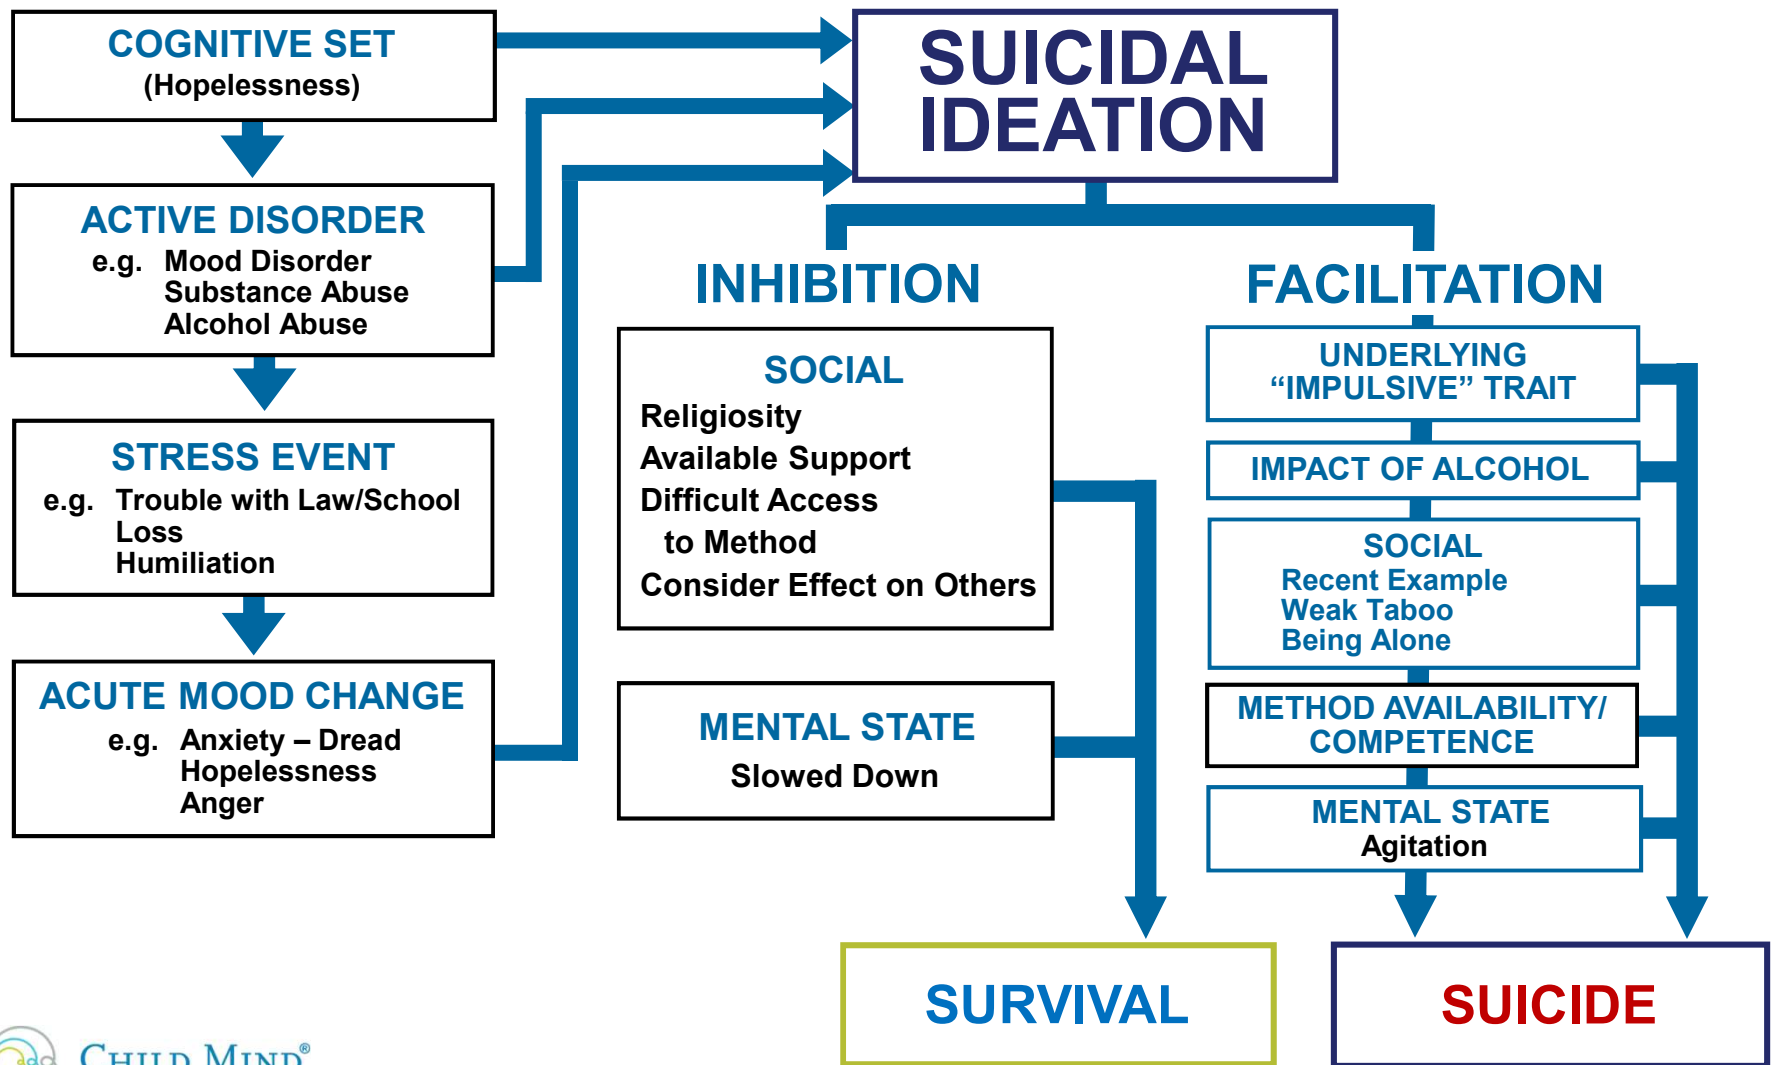 COGNITIVE SET
(Hopelessness)
ACTIVE DISORDER
e.g. Mood Disorder
Substance Abuse
Alcohol Abuse
STRESS EVENT
e.g. Trouble with Law/School
Loss
Humiliation
ACUTE MOOD CHANGE
e.g. Anxiety – Dread
Hopelessness
Anger
SUICIDAL
IDEATION
INHIBITION
SOCIAL
Religiosity
Available Support
Difficult Access
to Method
Consider Effect on Others
MENTAL STATE
Slowed Down
FACILITATION
UNDERLYING
“IMPULSIVE” TRAIT
IMPACT OF ALCOHOL
SOCIAL
Recent Example
Weak Taboo
Being Alone
METHOD AVAILABILITY/
COMPETENCE
MENTAL STATE
Agitation
SURVIVAL
SUICIDE
CHILD MIND®